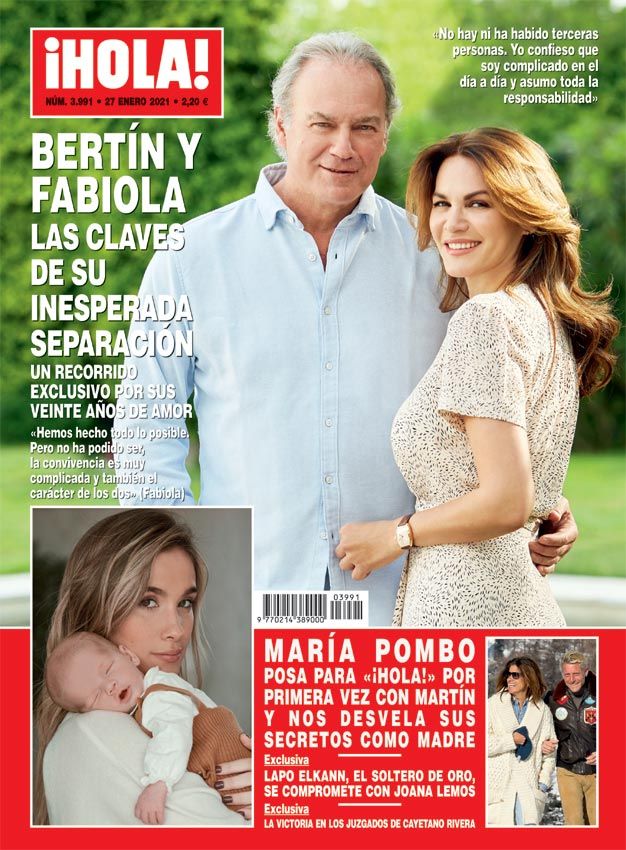 ¡HOLA!
NÚM. 3.991 • 27 ENERO 2021 • 2,20 €
«No hay ni ha habido terceras
personas. Yo confieso que
soy complicado en el
día a día y asumo toda la
responsabilidad»
BERTÍN Y
FABIOLA
LAS CLAVES
DE SU
INESPERADA
SEPARACIÓN
UN RECORRIDO
EXCLUSIVO POR SUS
VEINTE AÑOS DE AMOR
«Hemos hecho todo lo posible.
Pero no ha podido ser,
la convivencia es muy
complicada y también el
carácter de los dos» (Fabiola)
03991
9 770214 389000
MARÍA POMBO
POSA PARA «¡HOLA!» POR
PRIMERA VEZ CON MARTÍN
Y NOS DESVELA SUS
SECRETOS COMO MADRE
Exclusiva
LAPO ELKANN, EL SOLTERO DE ORO,
SE COMPROMETE CON JOANA LEMOS
Exclusiva
LA VICTORIA EN LOS JUZGADOS DE CAYETANO RIVERA